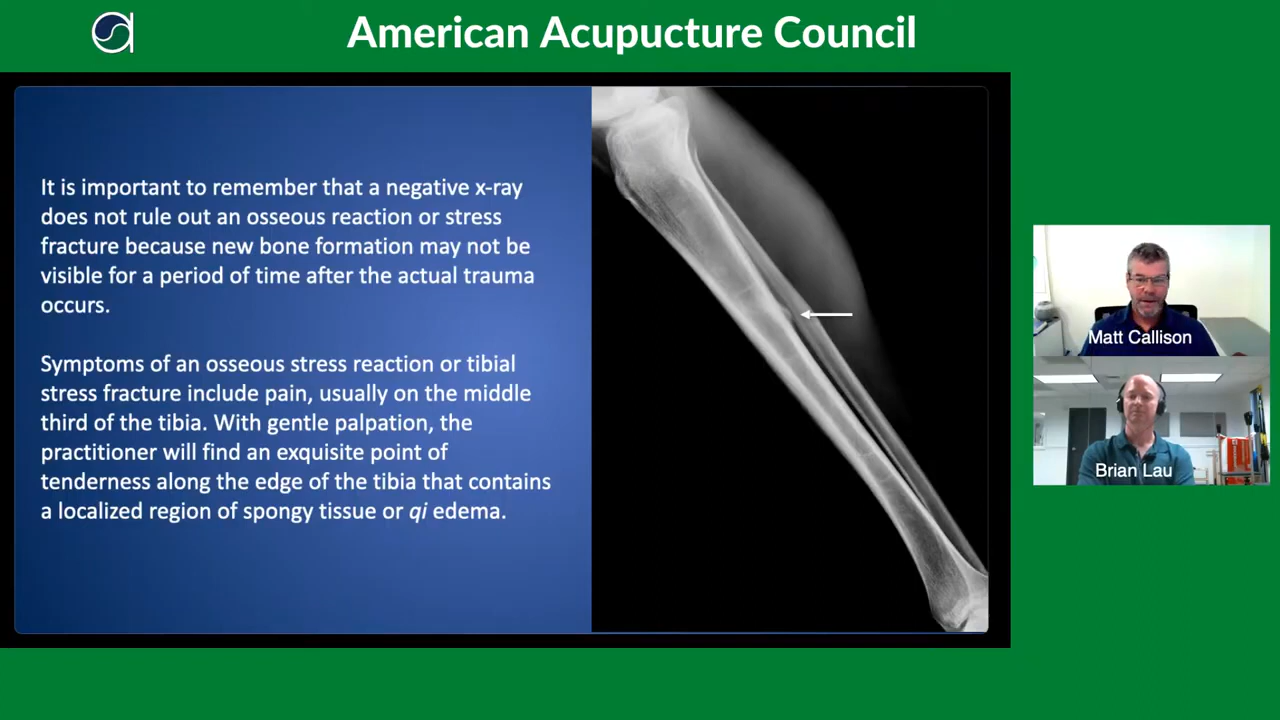 American Acupucture Council
It is important to remember that a negative x-ray
does not rule out an osseous reaction or stress
fracture because new bone formation may not be
visible for a period of time after the actual trauma
occurs.
Symptoms of an osseous stress reaction or tibial
stress fracture include pain, usually on the middle
third of the tibia. With gentle palpation, the
practitioner will find an exquisite point of
tenderness along the edge of the tibia that contains
a localized region of spongy tissue or qi edema.
Matt Callison
Brian Lau